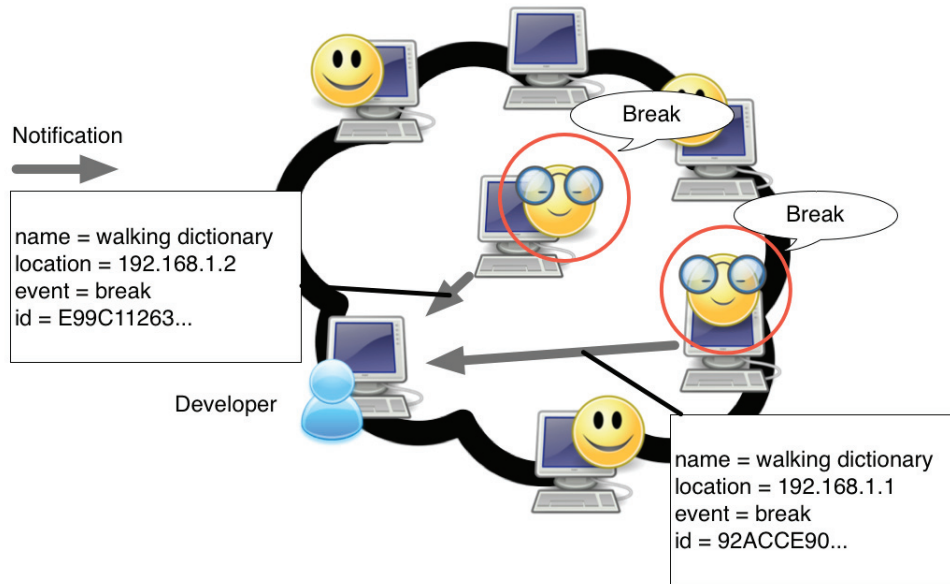 Break
Notification
Break
name = walking dictionary
location = 192.168.1.2
event = break
id = E99C11263...
Developer
name = walking dictionary
location = 192.168.1.1
event = break
id = 92ACCE90...